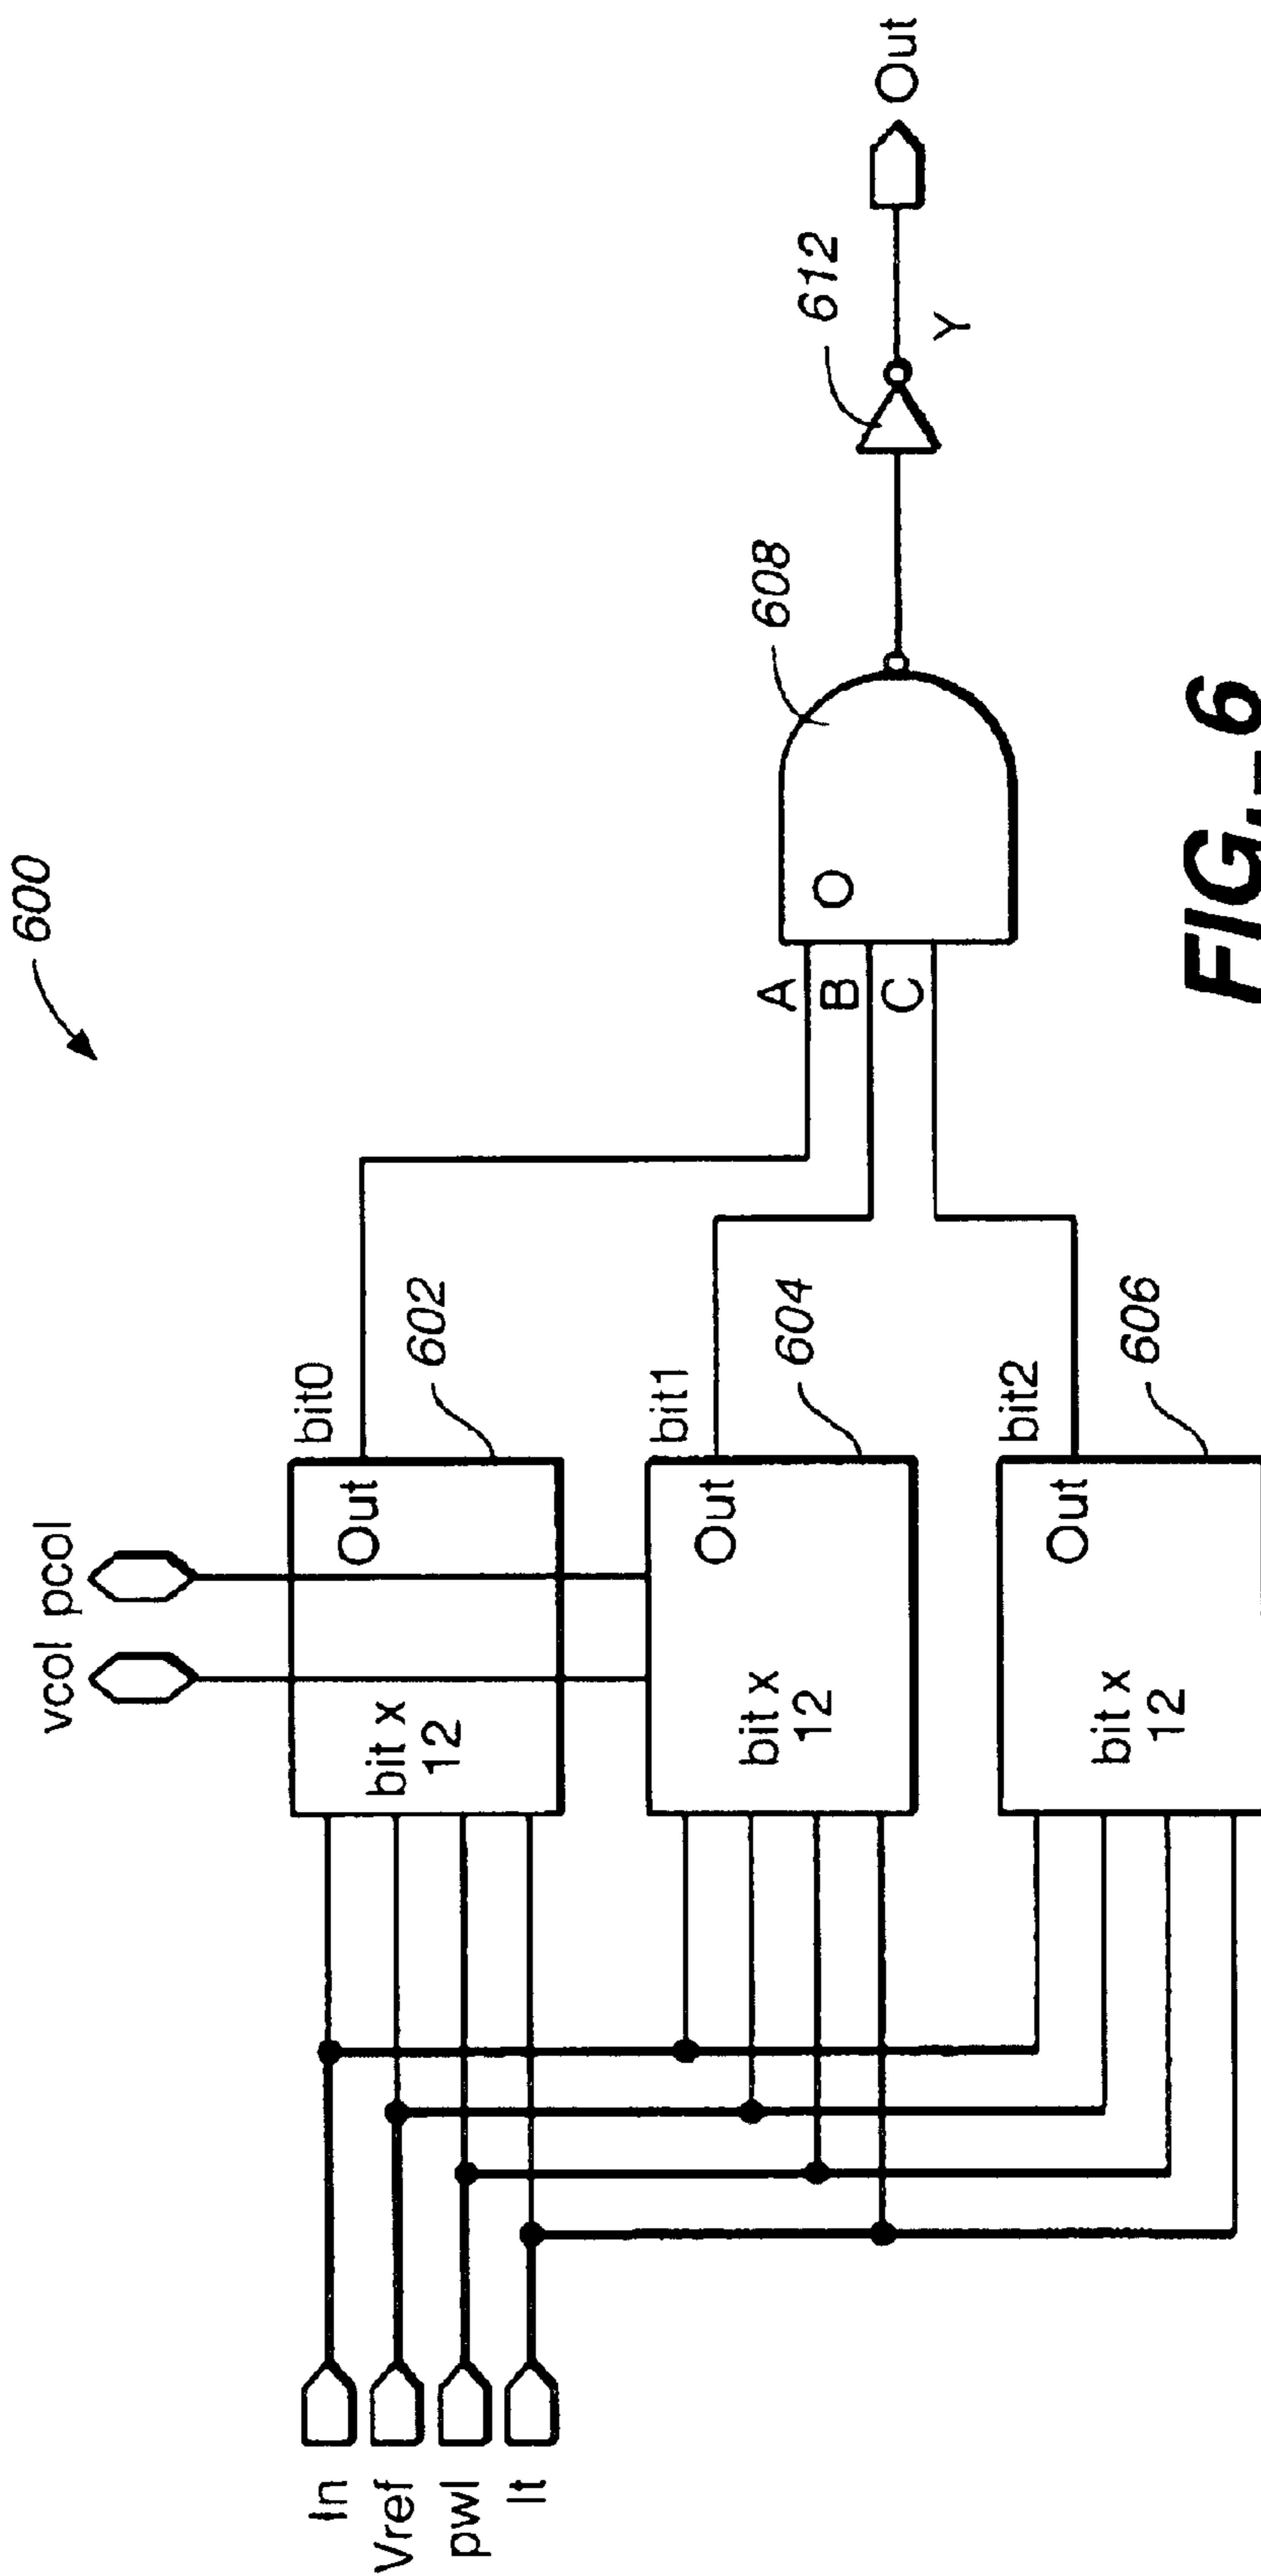 600
vcol pcol
In
Vref
pwl
It
bit x
12
Out
bit0
602
bit x
12
Out
bit1
604
bit x
12
Out
bit2
606
A
B
C
O
608
612
Y
Out
FIG._6